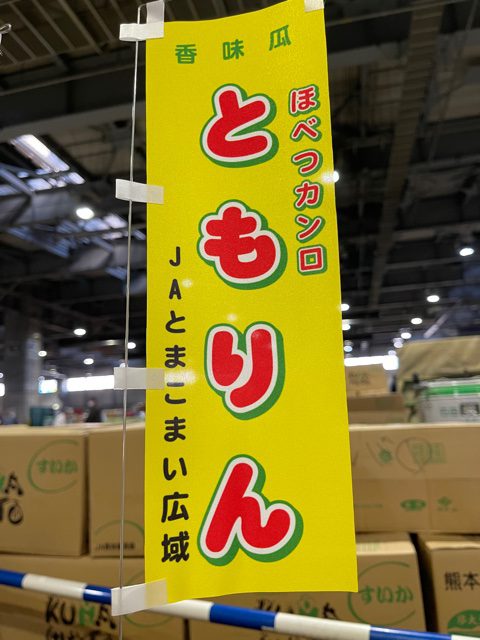 香味瓜
ほべつカンロ
ともりん
JAとまこまい広域
すいか
すいか
熊本